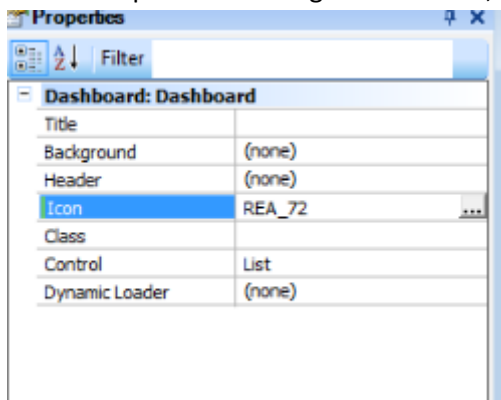 Properties
Filter
Dashboard: Dashboard
Title
Background (none)
Header (none)
Icon REA_72 ...
Class
Control List
Dynamic Loader (none)